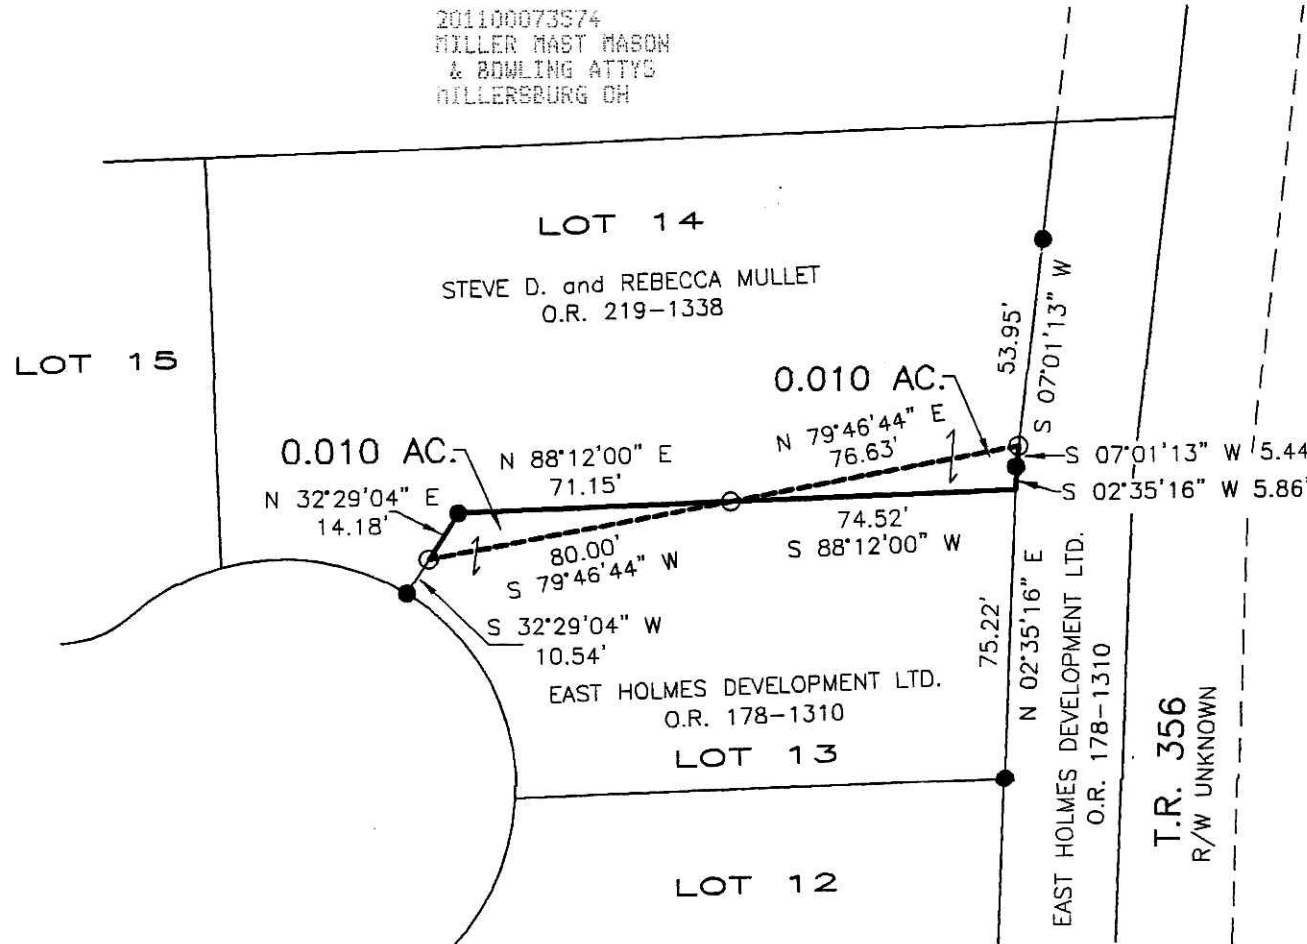 201100073574
MILLER MAST MASON
& BOWLING ATTYS
MILLERSBURG OH
LOT 14
STEVE D. and REBECCA MULLET
O.R. 219-1338
LOT 15
53.95'
S 07°01'13" W
0.010 AC.
N 79°46'44" E
76.63'
0.010 AC.
N 88°12'00" E
71.15'
S 07°01'13" W 5.44
S 02°35'16" W 5.86'
N 32°29'04" E
14.18'
74.52'
S 88°12'00" W
80.00'
S 79°46'44" W
S 32°29'04" W
10.54'
75.22'
N 02°35'16" E
EAST HOLMES DEVELOPMENT LTD.
O.R. 178-1310
EAST HOLMES DEVELOPMENT LTD.
O.R. 178-1310
T.R. 356
R/W UNKNOWN
LOT 13
LOT 12